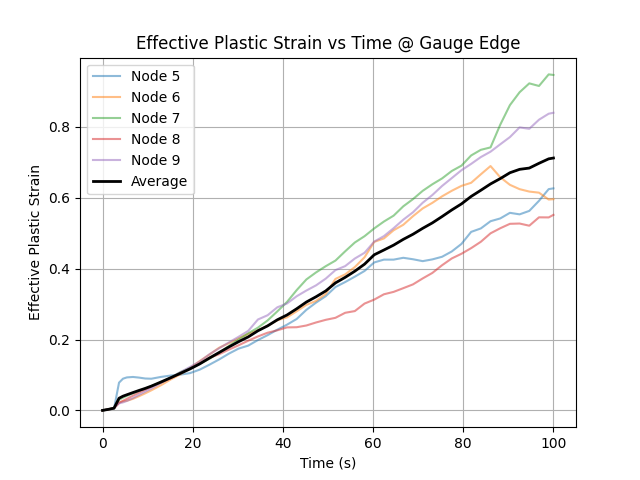 Effective Plastic Strain vs Time @ Gauge Edge
Node 5
Node 6
Node 7
Node 8
Node 9
Average
Effective Plastic Strain
0.8
0.6
0.4
0.2
0.0
0 20 40 60 80 100
Time (s)